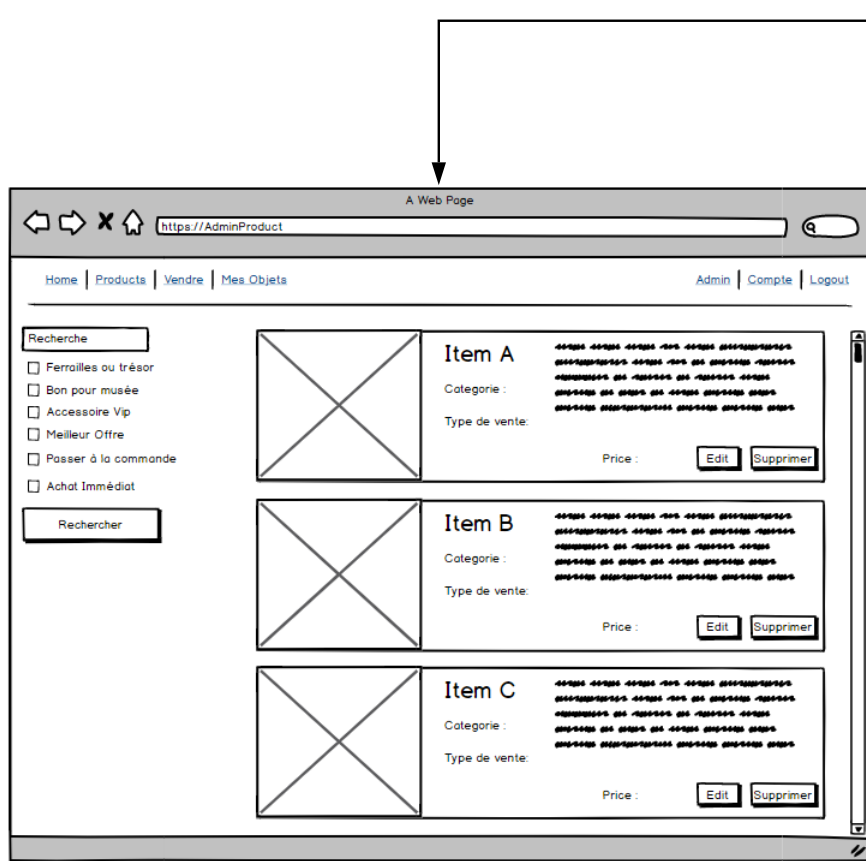 A Web Page
https://AdminProduct
Home Products Vendre Mes Objets Admin Compte Logout
Recherche
Ferrailles ou trésor
Bon pour musée
Accessoire Vip
Meilleur Offre
Passer à la commande
Achat Immédiat
Rechercher
Item A
Categorie :
Type de vente:
Price : Edit Supprimer
Item B
Categorie :
Type de vente:
Price : Edit Supprimer
Item C
Categorie :
Type de vente:
Price : Edit Supprimer